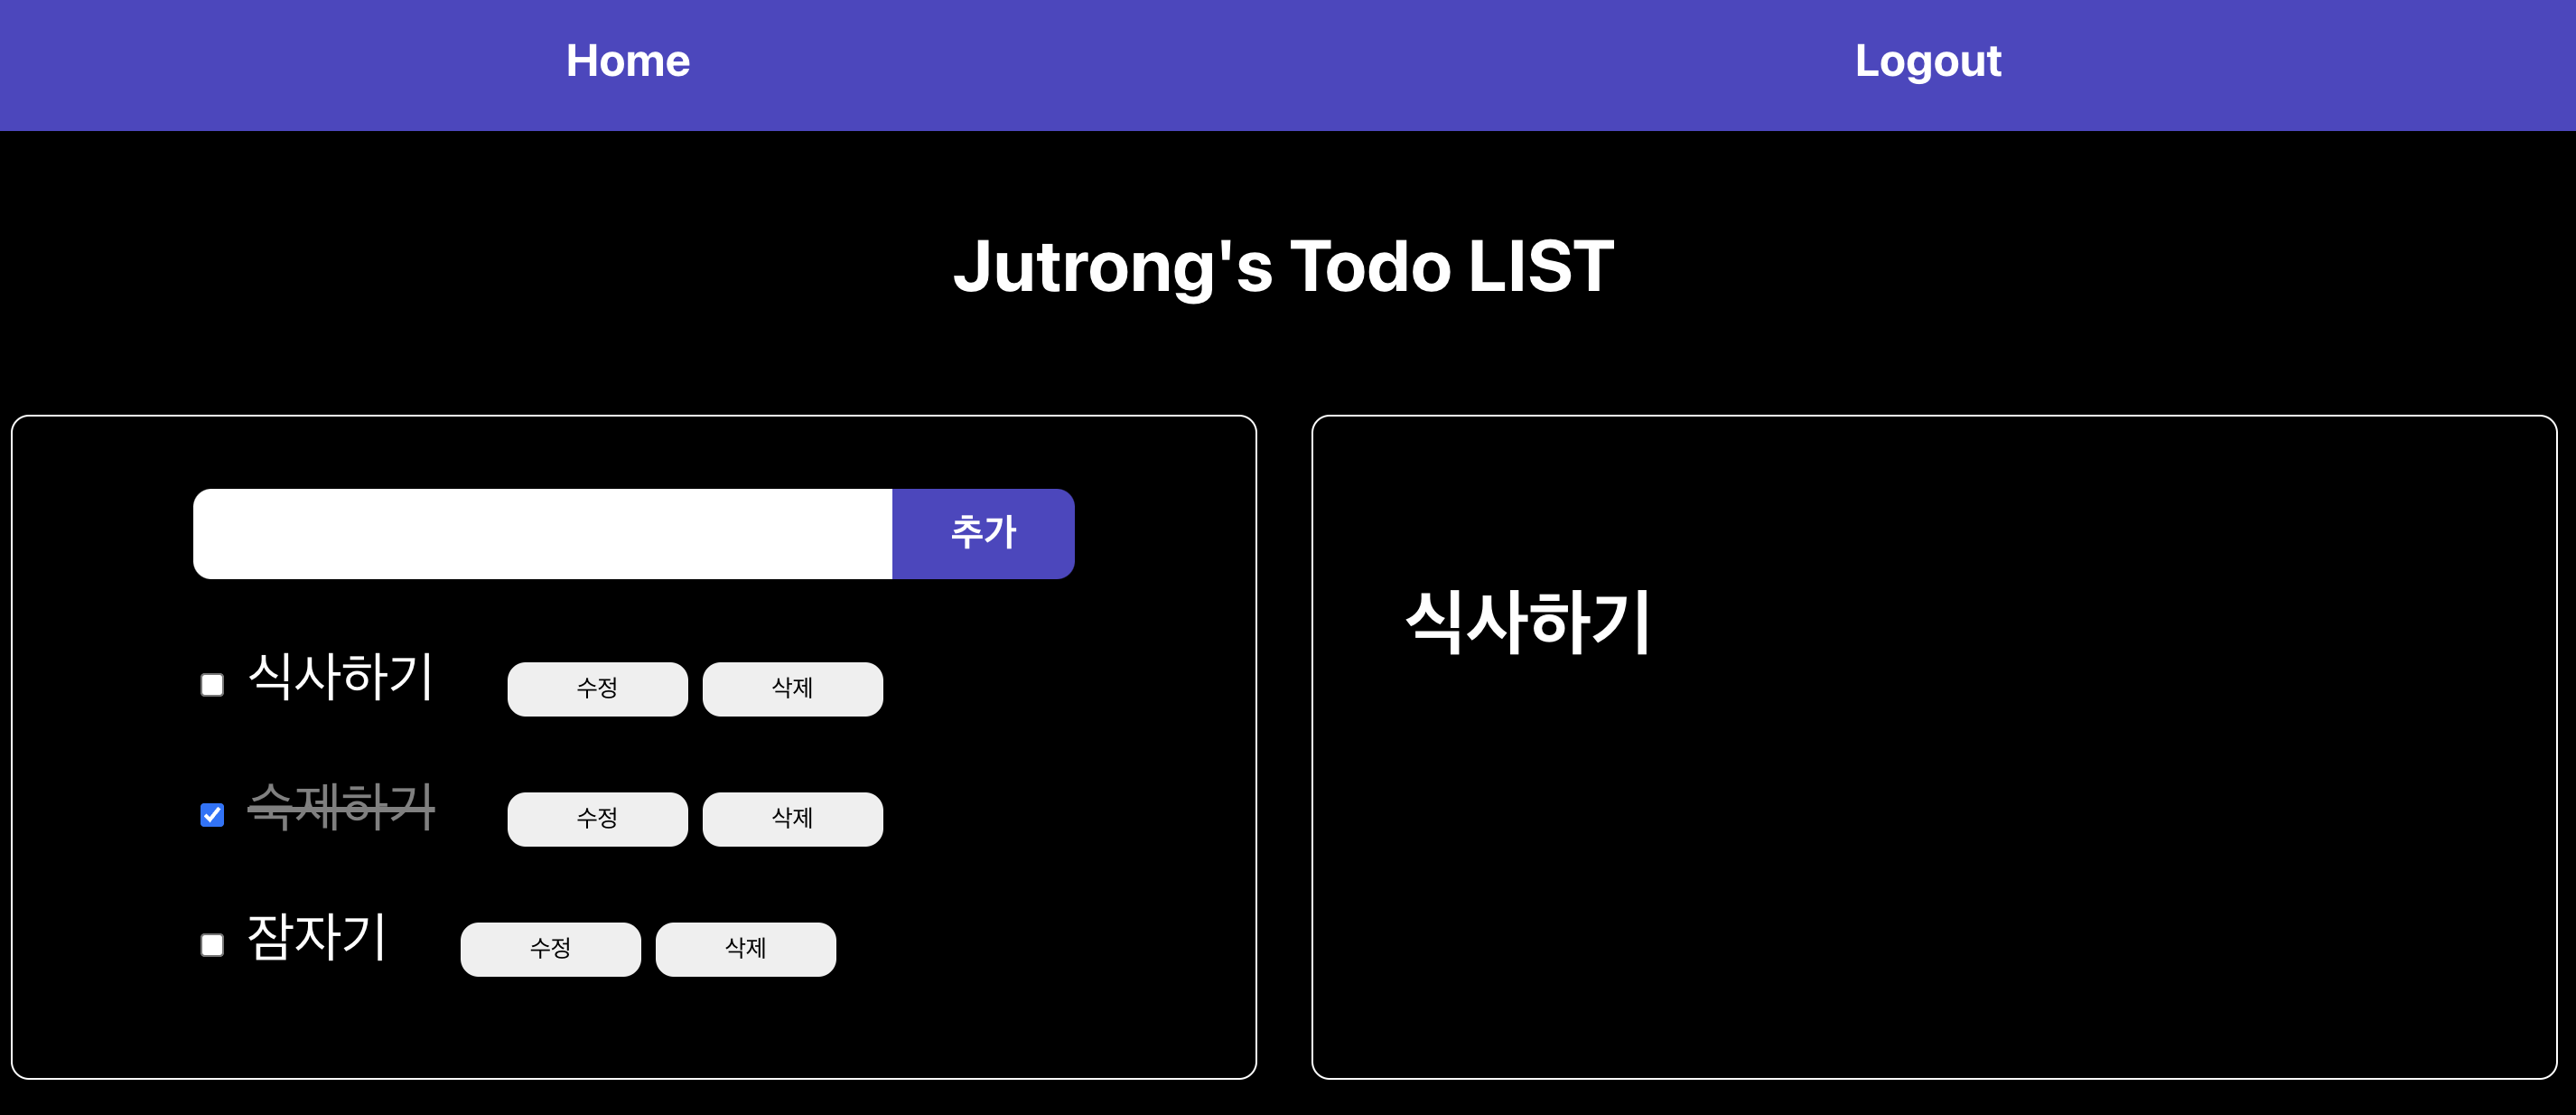 Home Logout
Jutrong's Todo LIST
추가
식사하기 수정 삭제
숙제하기 수정 삭제
잠자기 수정 삭제
식사하기